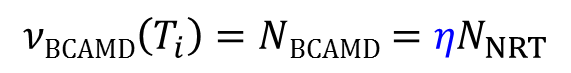 ν_BCAMD(T_i) = N_BCAMD = ηN_NRT